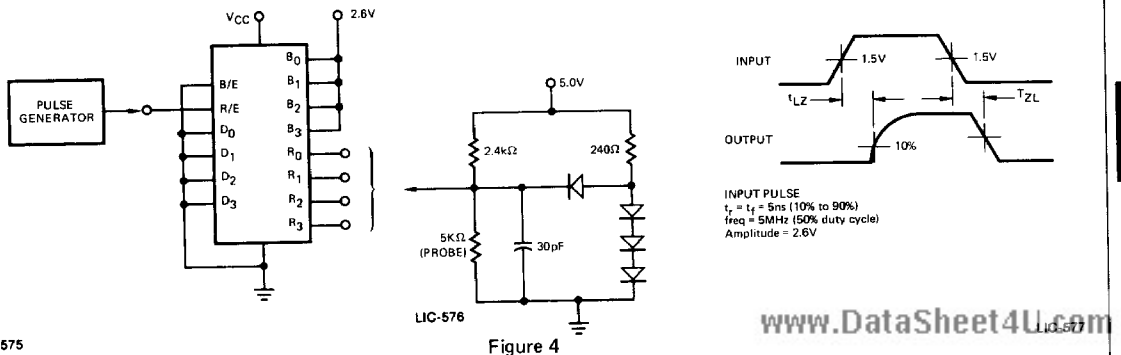 VCC
2.6V
PULSE
GENERATOR
B/E
R/E
D0
D1
D2
D3
B0
B1
B2
B3
R0
R1
R2
R3
5.0V
2.4kΩ
240Ω
5KΩ
(PROBE)
30pF
LIC-576
INPUT
1.5V
1.5V
tLZ
TZL
OUTPUT
10%
INPUT PULSE
tr = tf = 5ns (10% to 90%)
freq = 5MHz (50% duty cycle)
Amplitude = 2.6V
www.DataSheet4U.com
LIC-577
575
Figure 4